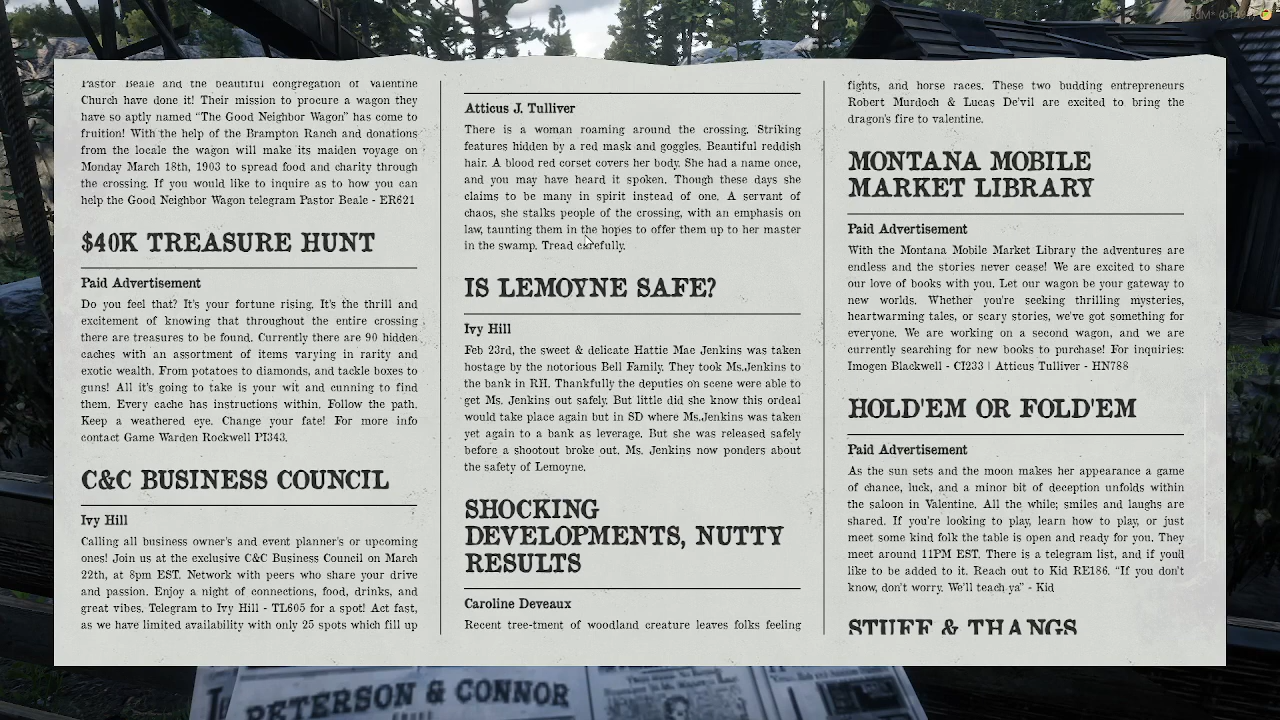 Pastor Beale and the beautiful congregation of Valentine
Church have done it! Their mission to procure a wagon they
have so aptly named "The Good Neighbor Wagon" has come to
fruition! With the help of the Brampton Ranch and donations
from the locale the wagon will make its maiden voyage on
Monday March 18th, 1903 to spread food and charity through
the crossing. If you would like to inquire as to how you can
help the Good Neighbor Wagon telegram Pastor Beale - ER621
$40K TREASURE HUNT
Paid Advertisement
Do you feel that? It's your fortune rising. It's the thrill and
excitement of knowing that throughout the entire crossing
there are treasures to be found. Currently there are 90 hidden
caches with an assortment of items varying in rarity and
exotic wealth. From potatoes to diamonds, and tackle boxes to
guns! All it's going to take is your wit and cunning to find
them. Every cache has instructions within. Follow the path.
Keep a weathered eye. Change your fate! For more info
contact Game Warden Rockwell PI343.
C&C BUSINESS COUNCIL
Ivy Hill
Calling all business owner's and event planner's or upcoming
ones! Join us at the exclusive C&C Business Council on March
22th, at 8pm EST. Network with peers who share your drive
and passion. Enjoy a night of connections, food, drinks, and
great vibes. Telegram to Ivy Hill - TL605 for a spot! Act fast,
as we have limited availability with only 25 spots which fill up
Atticus J. Tulliver
There is a woman roaming around the crossing. Striking
features hidden by a red mask and goggles. Beautiful reddish
hair. A blood red corset covers her body. She had a name once,
and you may have heard it spoken. Though these days she
claims to be many in spirit instead of one. A servant of
chaos, she stalks people of the crossing, with an emphasis on
law, taunting them in the hopes to offer them up to her master
in the swamp. Tread carefully.
IS LEMOYNE SAFE?
Ivy Hill
Feb 23rd, the sweet & delicate Hattie Mae Jenkins was taken
hostage by the notorious Bell Family. They took Ms.Jenkins to
the bank in RH. Thankfully the deputies on scene were able to
get Ms. Jenkins out safely. But little did she know this ordeal
would take place again but in SD where Ms.Jenkins was taken
yet again to a bank as leverage. But she was released safely
before a shootout broke out. Ms. Jenkins now ponders about
the safety of Lemoyne.
SHOCKING
DEVELOPMENTS, NUTTY
RESULTS
Caroline Deveaux
Recent tree-tment of woodland creature leaves folks feeling
fights, and horse races. These two budding entrepreneurs
Robert Murdoch & Lucas De'vil are excited to bring the
dragon's fire to valentine.
MONTANA MOBILE
MARKET LIBRARY
Paid Advertisement
With the Montana Mobile Market Library the adventures are
endless and the stories never cease! We are excited to share
our love of books with you. Let our wagon be your gateway to
new worlds. Whether you're seeking thrilling mysteries,
heartwarming tales, or scary stories, we've got something for
everyone. We are working on a second wagon, and we are
currently searching for new books to purchase! For inquiries:
Imogen Blackwell - CI233 | Atticus Tulliver - HN788
HOLD'EM OR FOLD'EM
Paid Advertisement
As the sun sets and the moon makes her appearance a game
of chance, luck, and a minor bit of deception unfolds within
the saloon in Valentine. All the while; smiles and laughs are
shared. If you're looking to play, learn how to play, or just
meet some kind folk the table is open and ready for you. They
meet around 11PM EST. There is a telegram list, and if you'd
like to be added to it. Reach out to Kid RE186. "If you don't
know, don't worry. We'll teach ya" - Kid
STUFF & THANGS
PETERSON & CONNOR